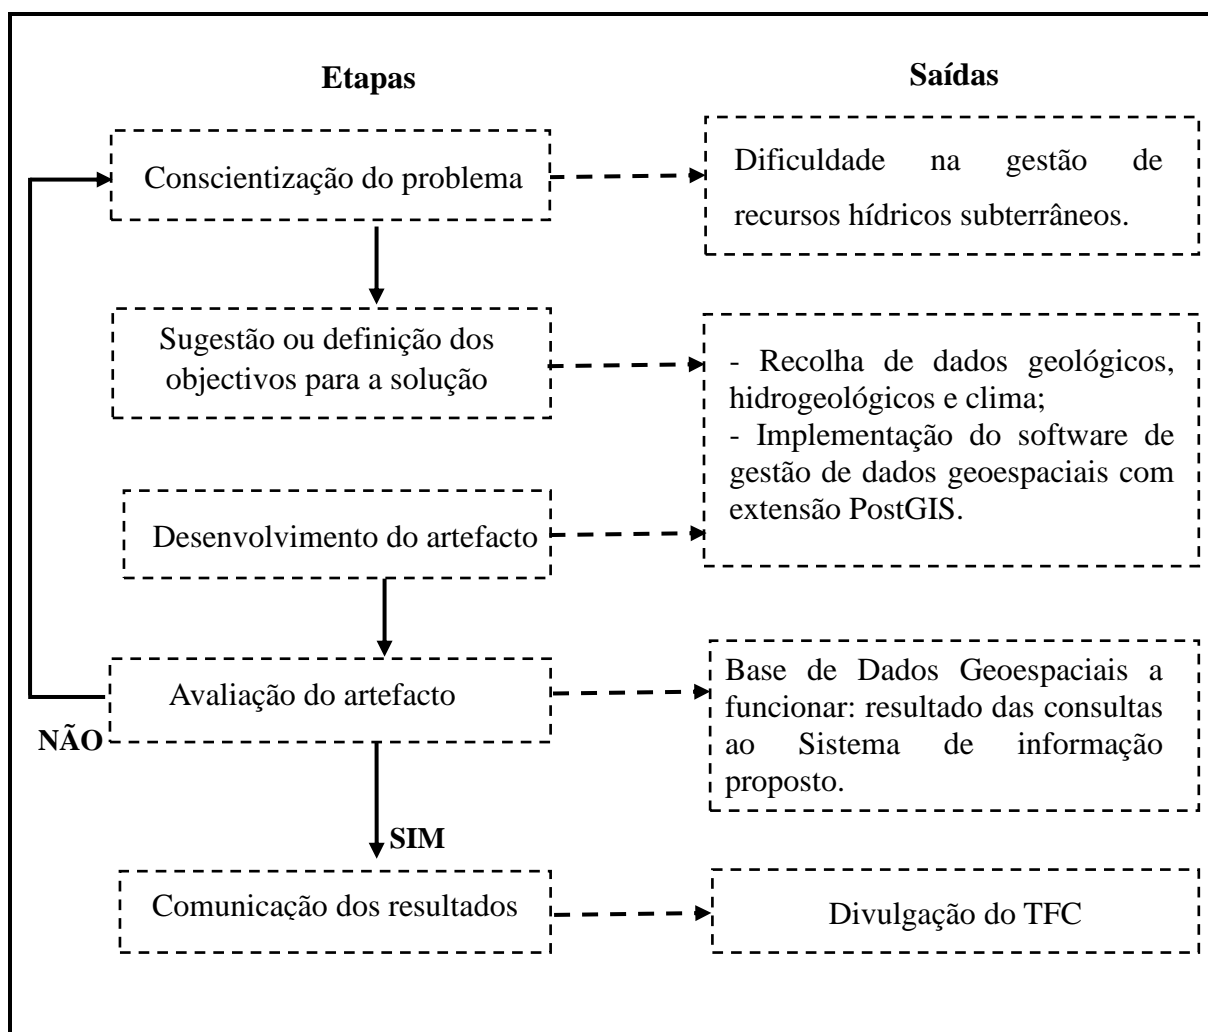 Etapas
Saídas
Conscientização do problema
Dificuldade na gestão de
recursos hídricos subterrâneos.
Sugestão ou definição dos
objectivos para a solução
- Recolha de dados geológicos,
hidrogeológicos e clima;
- Implementação do software de
gestão de dados geoespaciais com
extensão PostGIS.
Desenvolvimento do artefacto
Avaliação do artefacto
Base de Dados Geoespaciais a
funcionar: resultado das consultas
ao Sistema de informação
proposto.
NÃO
SIM
Comunicação dos resultados
Divulgação do TFC